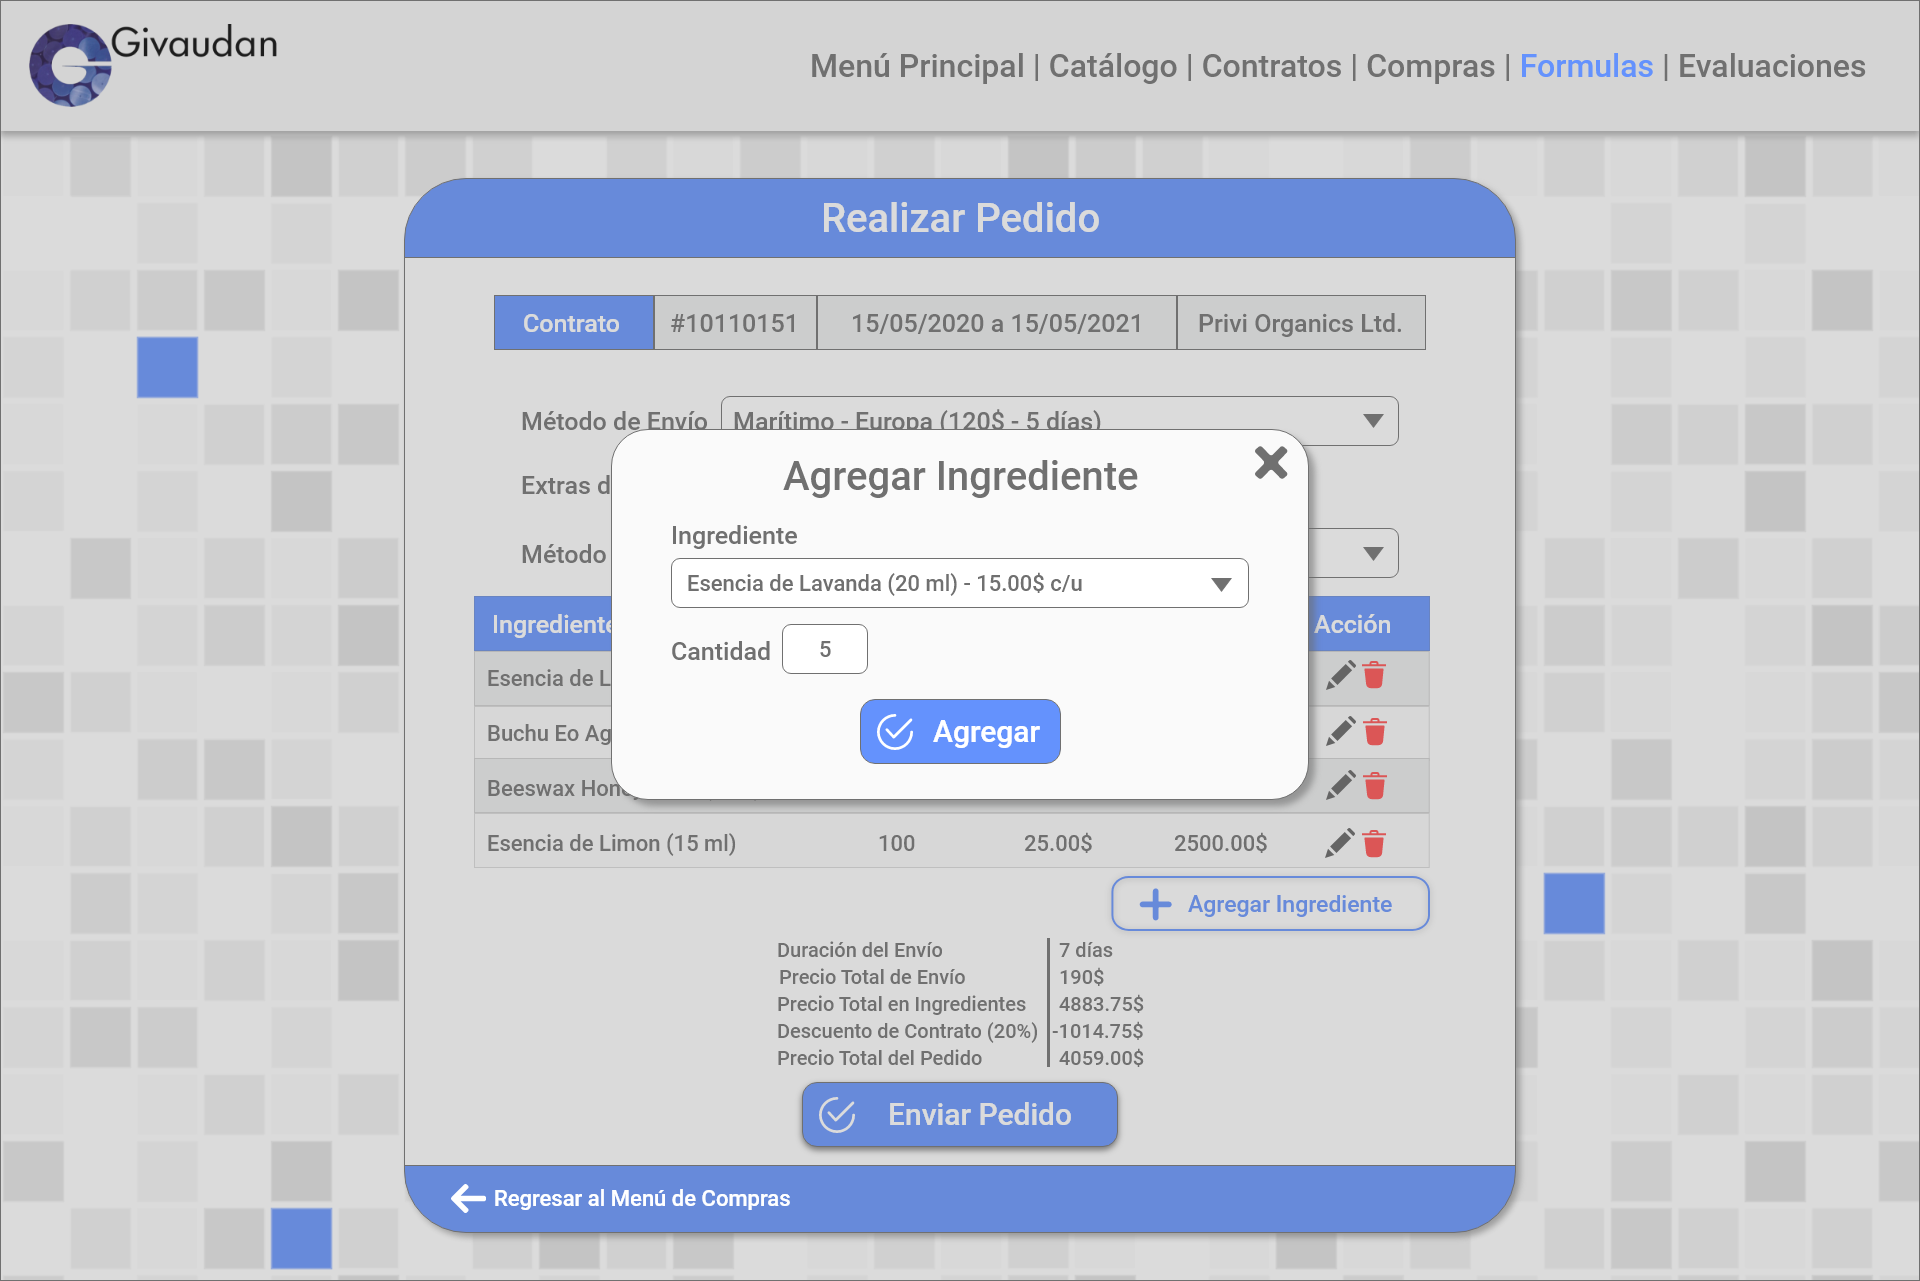 Givaudan
Menú Principal | Catálogo | Contratos | Compras | Formulas | Evaluaciones
Realizar Pedido
Contrato #10110151 15/05/2020 a 15/05/2021 Privi Organics Ltd.
Método de Envío Marítimo - Europa (120$ - 5 días)
Agregar Ingrediente
Extras d
Ingrediente
Método
Esencia de Lavanda (20 ml) - 15.00$ c/u
Ingrediente Acción
Cantidad 5
Esencia de L
Buchu Eo Ag
Agregar
Beeswax
Esencia de Limon (15 ml) 100 25.00$ 2500.00$
Agregar Ingrediente
Duración del Envío 7 días
Precio Total de Envío 190$
Precio Total en Ingredientes 4883.75$
Descuento de Contrato (20%) -1014.75$
Precio Total del Pedido 4059.00$
Enviar Pedido
Regresar al Menú de Compras